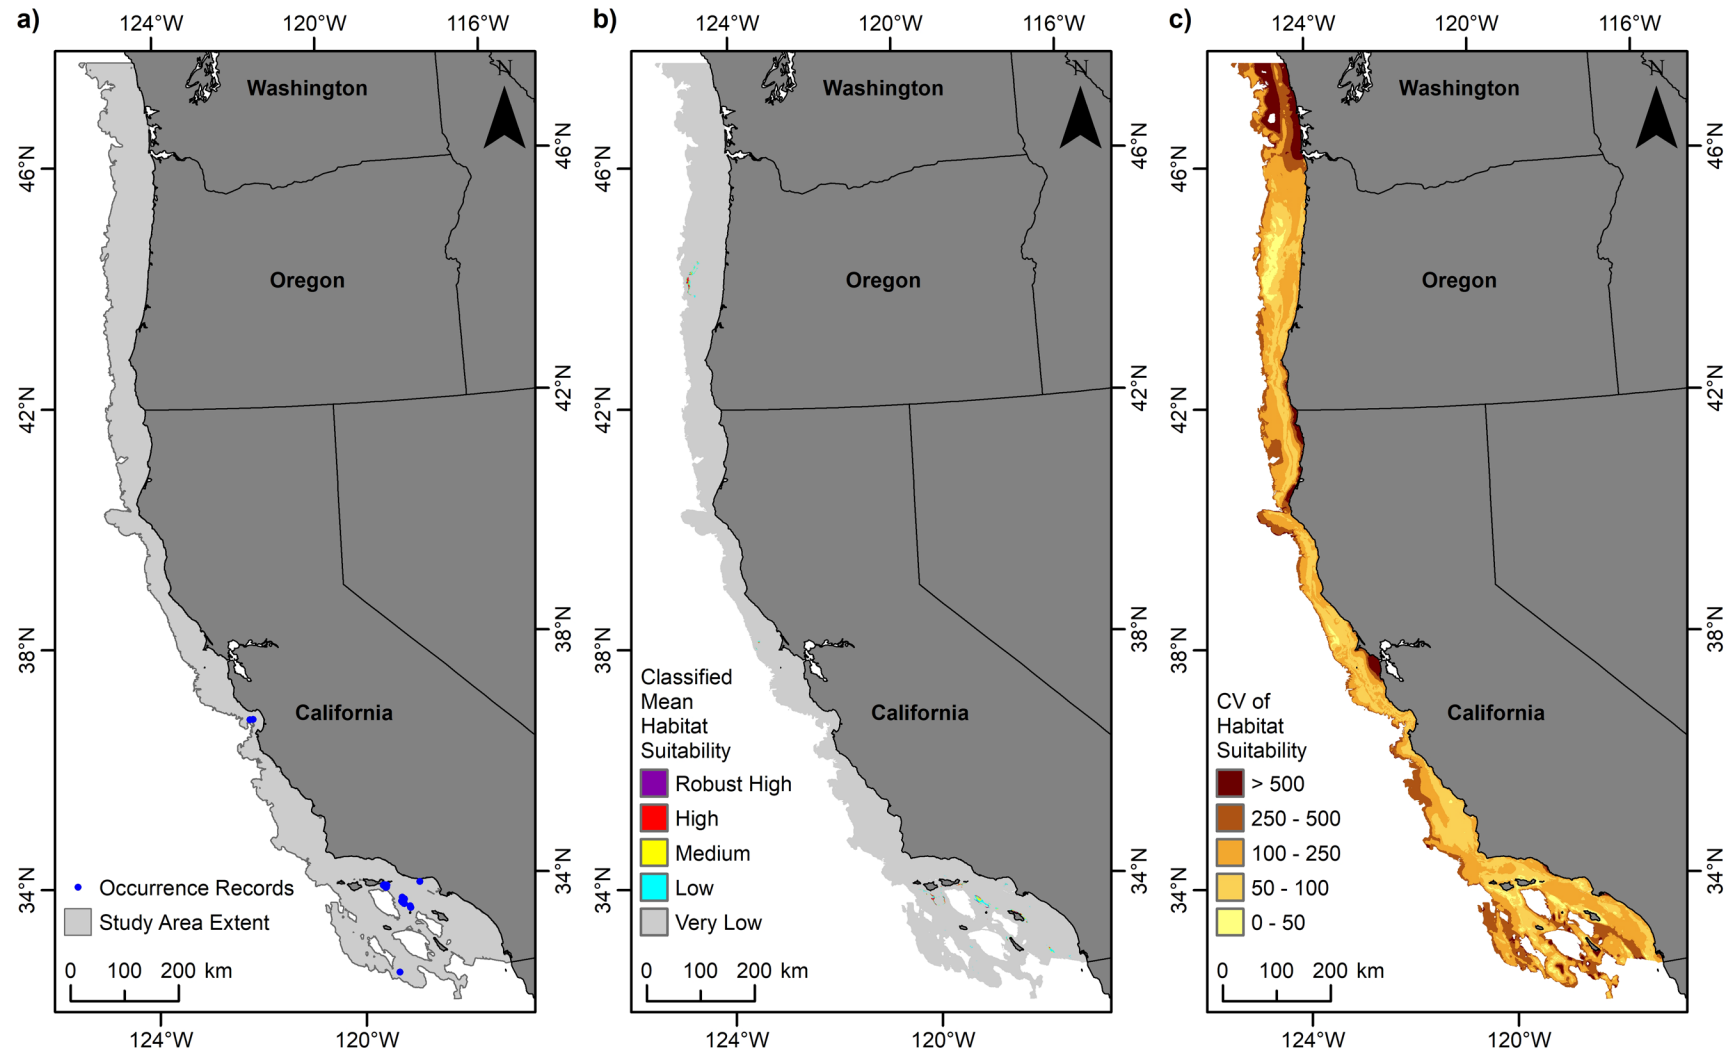 a)
124°W 120°W 116°W
Washington
N
46°N
46°N
Oregon
42°N
42°N
38°N
38°N
California
34°N
34°N
Occurrence Records
Study Area Extent
0 100 200 km
124°W 120°W
b)
124°W 120°W 116°W
Washington
N
46°N
46°N
Oregon
42°N
42°N
38°N
38°N
Classified
Mean
Habitat
Suitability
California
Robust High
High
Medium
Low
Very Low
34°N
34°N
0 100 200 km
124°W 120°W
c)
124°W 120°W 116°W
Washington
N
46°N
46°N
Oregon
42°N
42°N
38°N
38°N
CV of
Habitat
Suitability
California
> 500
250 - 500
100 - 250
50 - 100
0 - 50
34°N
34°N
0 100 200 km
124°W 120°W